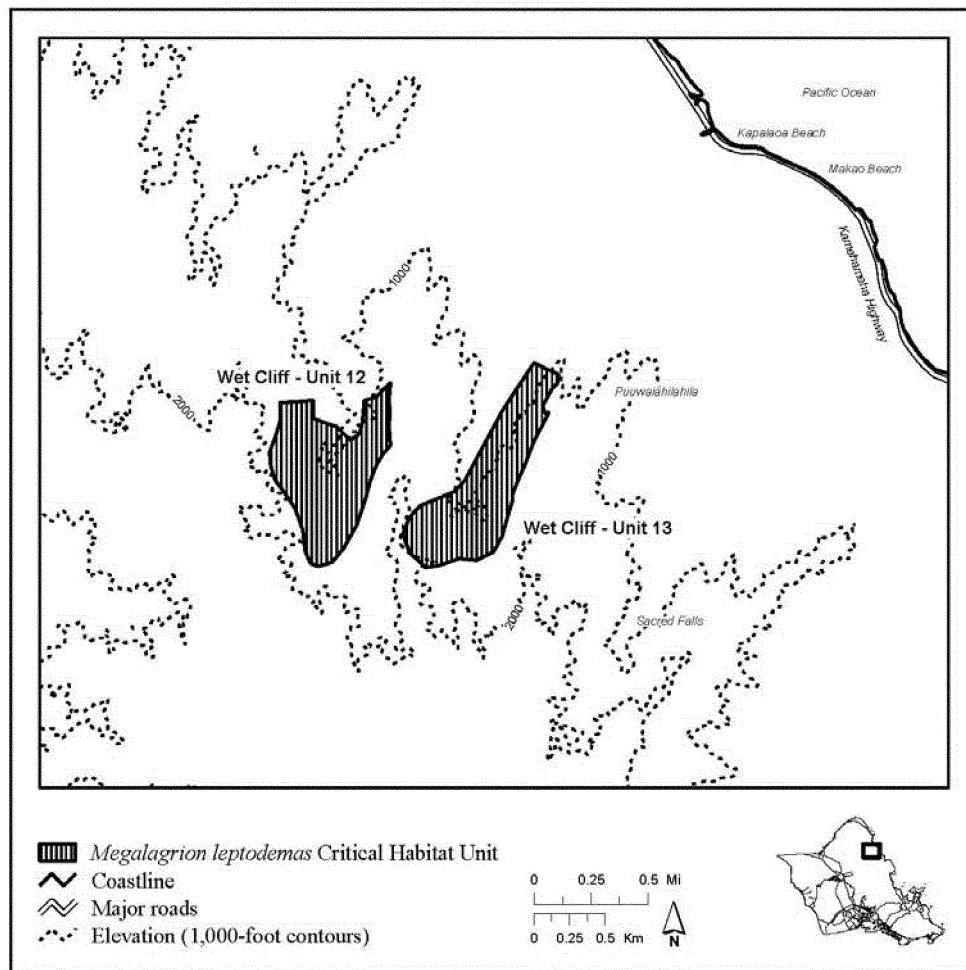 Pacific Ocean
Kapalaoa Beach
Makao Beach
Kamehameha Highway
1000
Wet Cliff - Unit 12
2000
Puuwaiahilahila
1000
Wet Cliff - Unit 13
2000
Sacred Falls
Megalagrion leptodemas Critical Habitat Unit
Coastline
Major roads
Elevation (1,000-foot contours)
0 0.25 0.5 Mi
0 0.25 0.5 Km
N